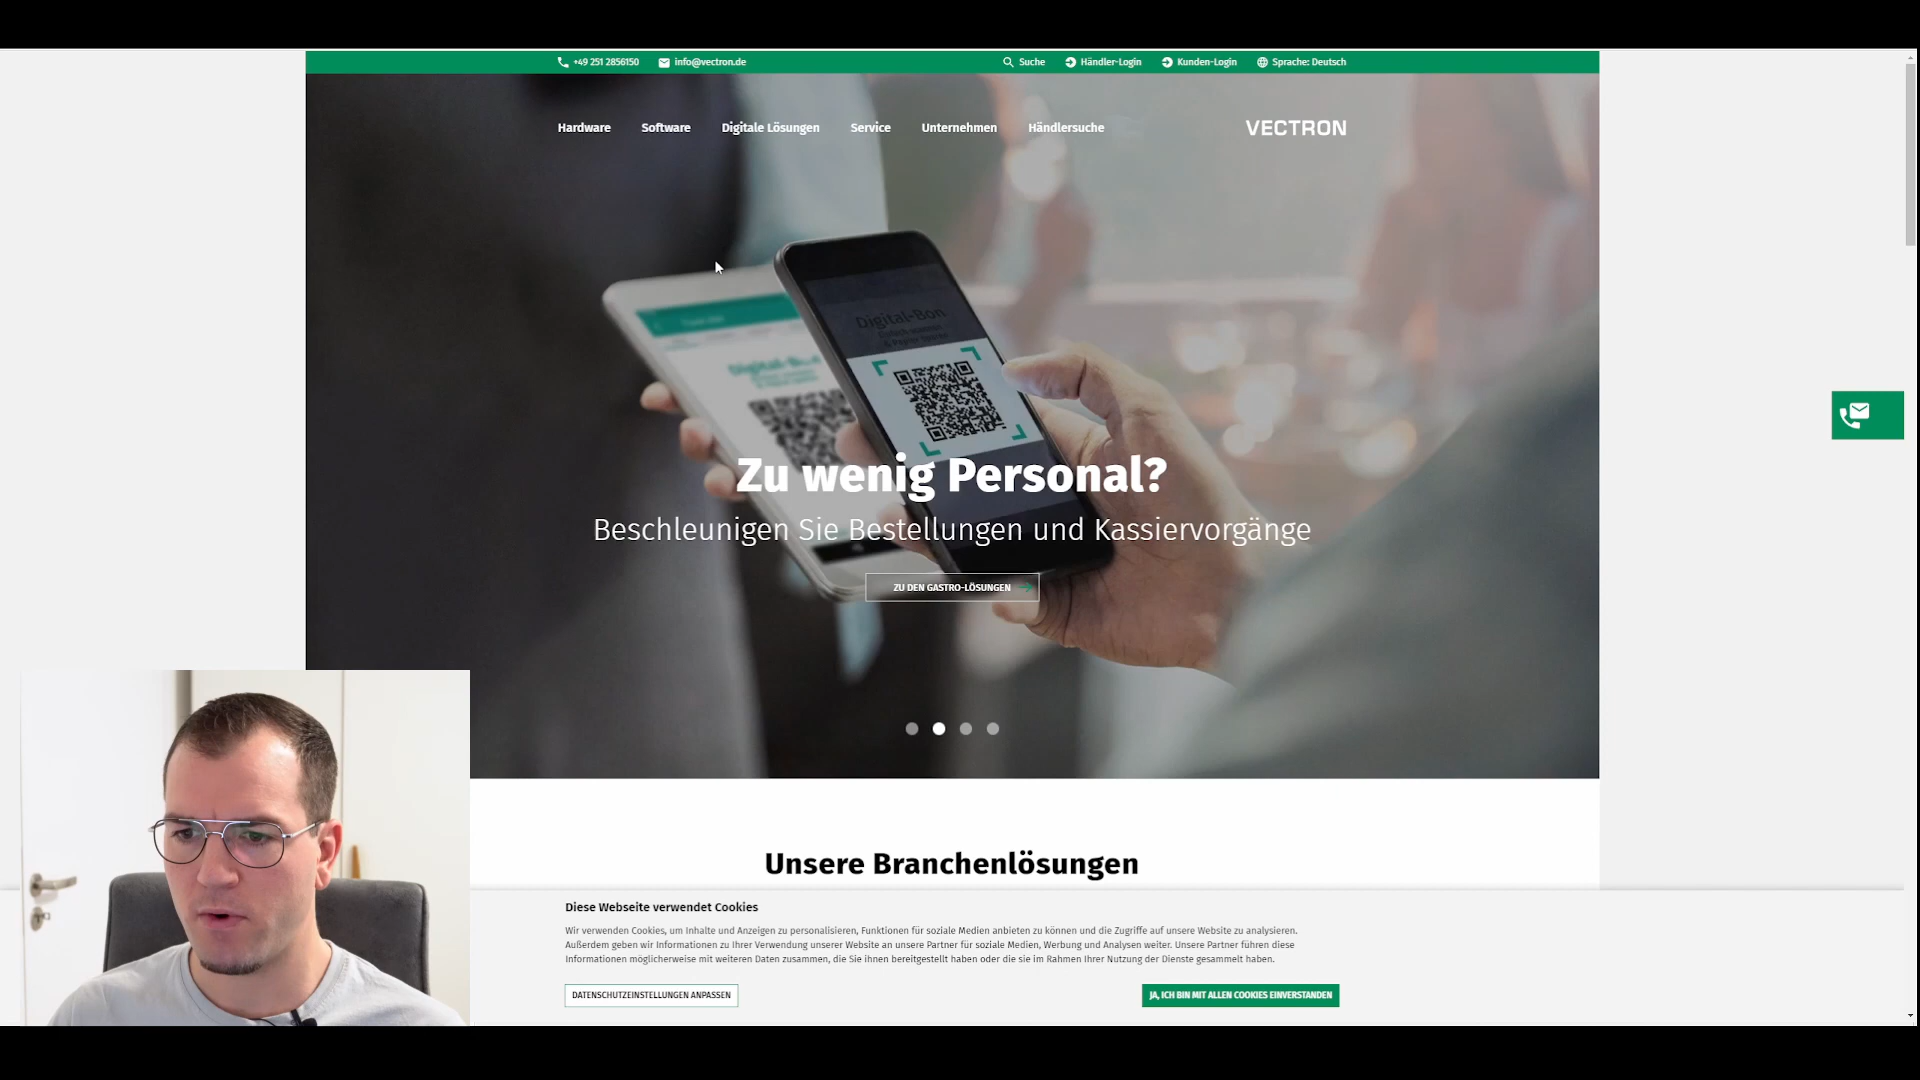 +49 251 2856150 info@vectron.de Suche Händler-Login Kunden-Login Sprache: Deutsch
Hardware Software Digitale Lösungen Service Unternehmen Händlersuche VECTRON
Digital-Bon
Zu wenig Personal?
Beschleunigen Sie Bestellungen und Kassiervorgänge
ZU DEN GASTRO-LÖSUNGEN
Unsere Branchenlösungen
Diese Webseite verwendet Cookies
Wir verwenden Cookies, um Inhalte und Anzeigen zu personalisieren, Funktionen für soziale Medien anbieten zu können und die Zugriffe auf unsere Website zu analysieren.
Außerdem geben wir Informationen zu Ihrer Verwendung unserer Website an unsere Partner für soziale Medien, Werbung und Analysen weiter. Unsere Partner führen diese
Informationen möglicherweise mit weiteren Daten zusammen, die Sie ihnen bereitgestellt haben oder die sie im Rahmen Ihrer Nutzung der Dienste gesammelt haben.
DATENSCHUTZEINSTELLUNGEN ANPASSEN JA, ICH BIN MIT ALLEN COOKIES EINVERSTANDEN